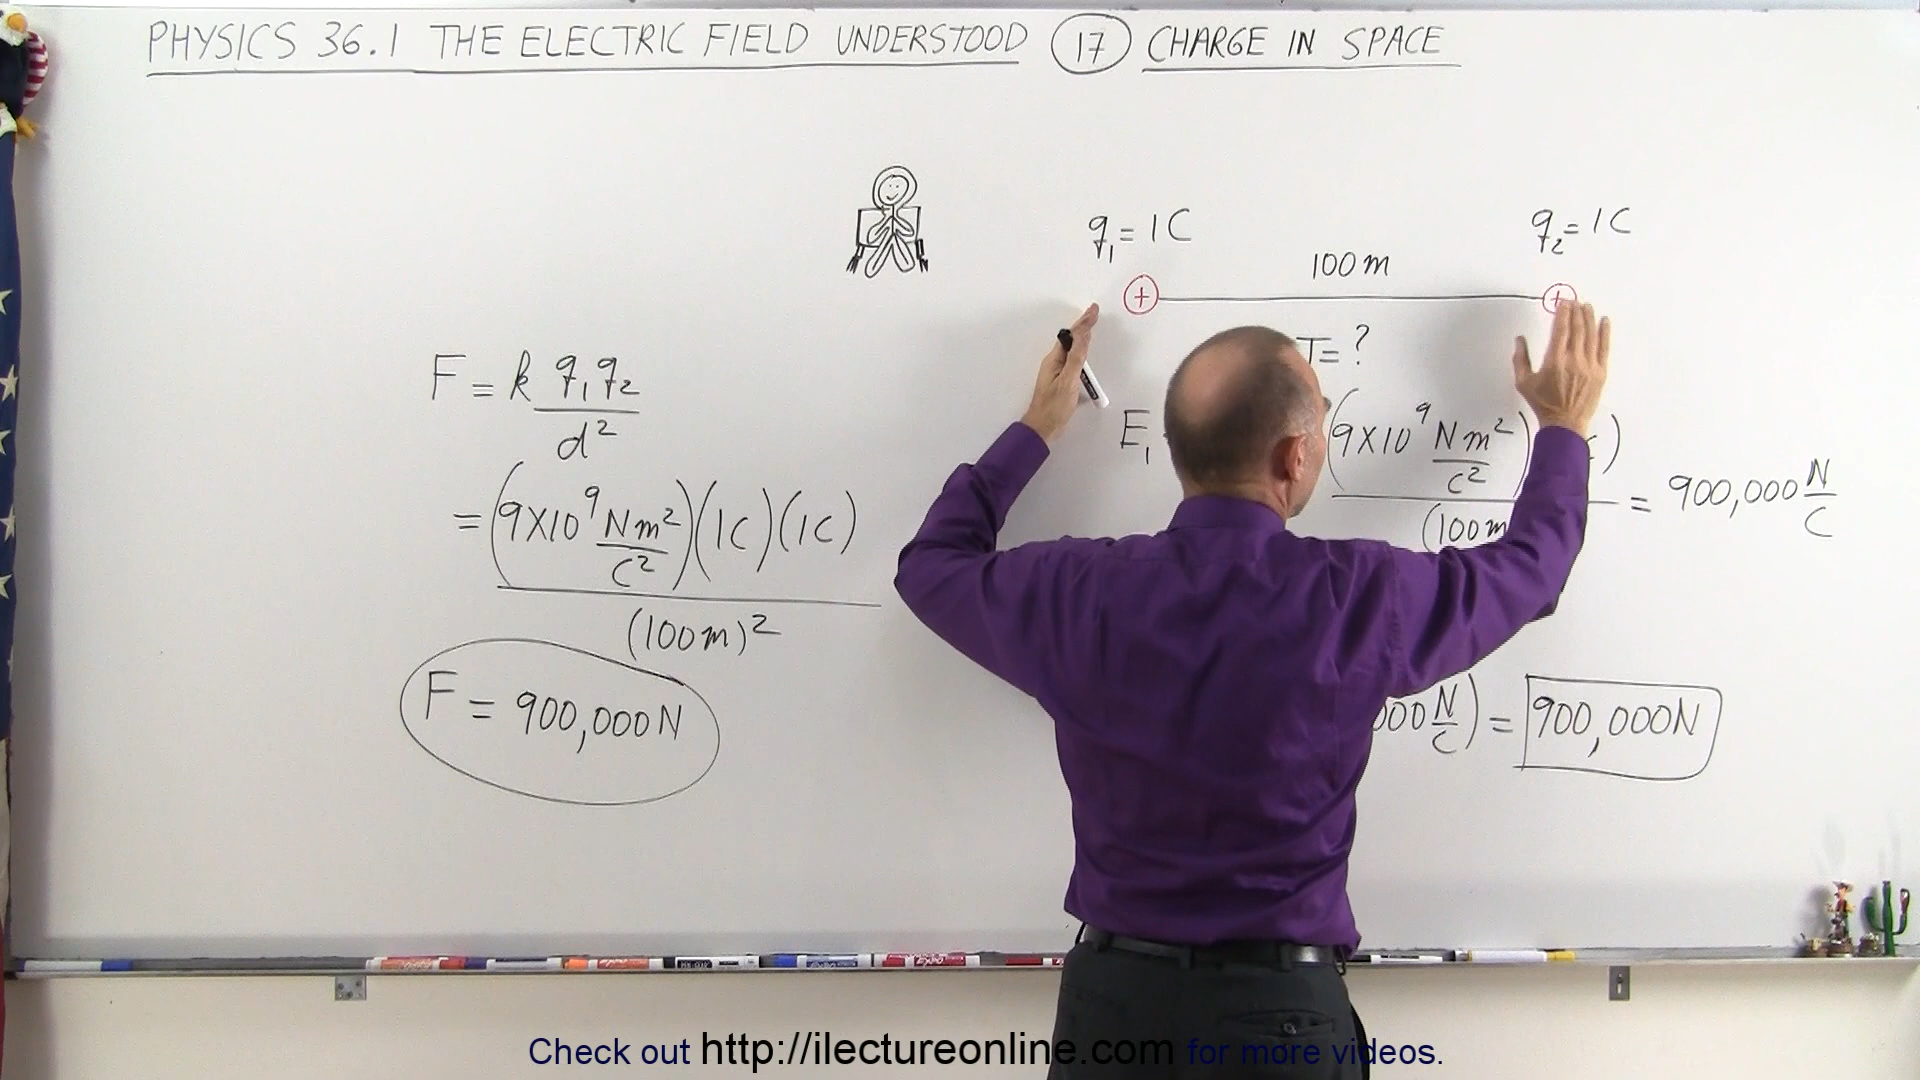 PHYSICS 36.1 THE ELECTRIC FIELD UNDERSTOOD 17 CHARGE IN SPACE
q₁ = 1C
q₂ = 1C
100 m
+ +
T = ?
F = k q₁q₂
d²
= (9X10⁹ Nm²/C²)(1C)(1C)
(100m)²
F = 900,000N
E₁
(9X10⁹ Nm²/C²) ) = 900,000 N/C
(100m
000 N/C) = 900,000N
Check out http://ilectureonline.com for more videos.